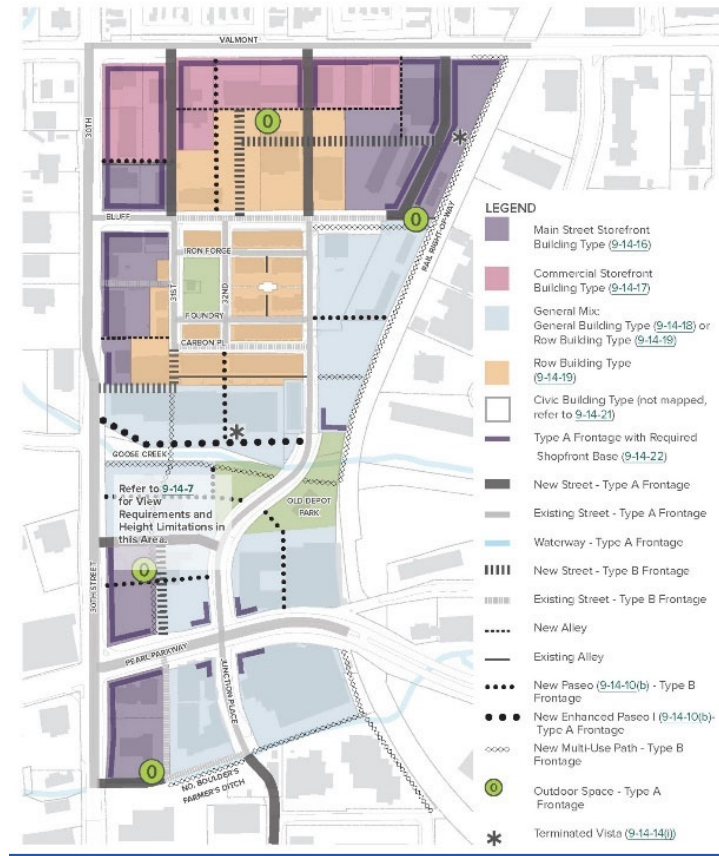 VALMONT
30TH
BLUFF
RAIL RIGHT-OF-WAY
IRON FORGE
31ST
32ND
FOUNDRY
CARBON PL
GOOSE CREEK
Refer to 9-14-7
for View
Requirements and
Height Limitations in
this Area.
OLD DEPOT
PARK
30TH STREET
PEARL PARKWAY
JUNCTION PLACE
NO. BOULDER'S
FARMER'S DITCH
0
0
0
0
LEGEND
Main Street Storefront
Building Type (9-14-16)
Commercial Storefront
Building Type (9-14-17)
General Mix:
General Building Type (9-14-18) or
Row Building Type (9-14-19)
Row Building Type
(9-14-19)
Civic Building Type (not mapped,
refer to 9-14-21)
Type A Frontage with Required
Shopfront Base (9-14-22)
New Street - Type A Frontage
Existing Street - Type A Frontage
Waterway - Type A Frontage
New Street - Type B Frontage
Existing Street - Type B Frontage
New Alley
Existing Alley
New Paseo (9-14-10(b) - Type B
Frontage
New Enhanced Paseo I (9-14-10(b)-
Type A Frontage
New Multi-Use Path - Type B
Frontage
0
Outdoor Space - Type A
Frontage
Terminated Vista (9-14-14(i))